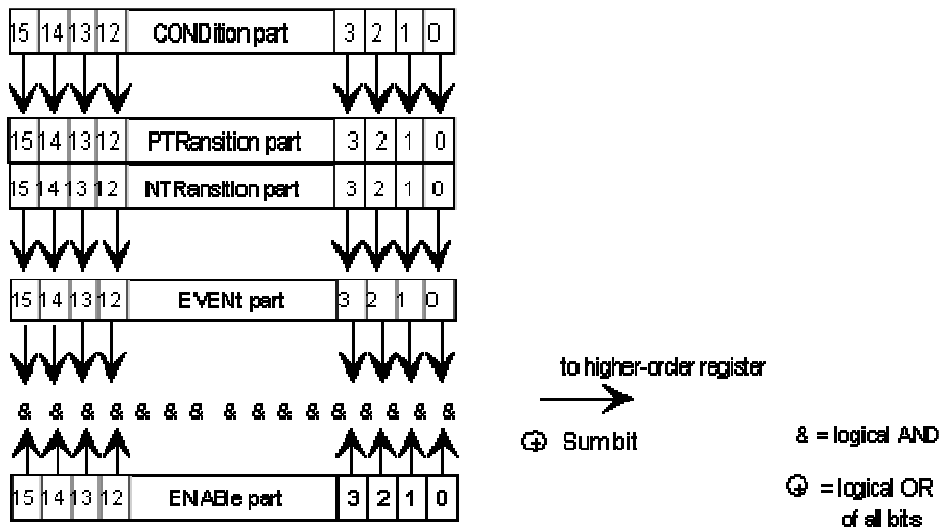 15 14 13 12 CONDition part 3 2 1 0
15 14 13 12 PTRansition part 3 2 1 0
15 14 13 12 NTRansition part 3 2 1 0
15 14 13 12 EVENt part 3 2 1 0
to higher-order register
& & & & & & & & & & & & & & & &
Sumbit
& = logical AND
15 14 13 12 ENABle part 3 2 1 0
= logical OR
of all bits